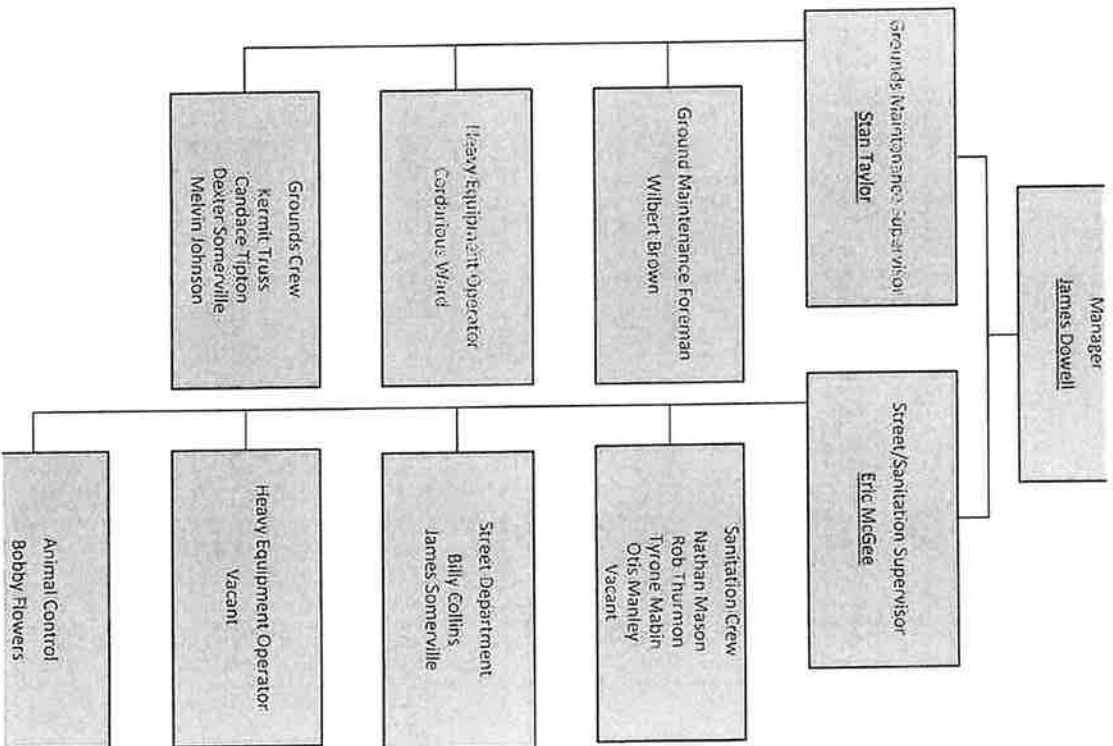 Manager
James Dowell
Grounds Maintenance Supervisor
Stan Taylor
Ground Maintenance Foreman
Wilbert Brown
Heavy Equipment Operator
Cordarious Ward
Grounds Crew
Kermit Truss
Candace Tipton
Dexter Somerville
Melvin Johnson
Street/Sanitation Supervisor
Eric McGee
Sanitation Crew
Nathan Mason
Rob Thurmon
Tyrone Mabin
Otis Manley
Vacant
Street Department
Billy Collins
James Somerville
Heavy Equipment Operator
Vacant
Animal Control
Bobby Flowers